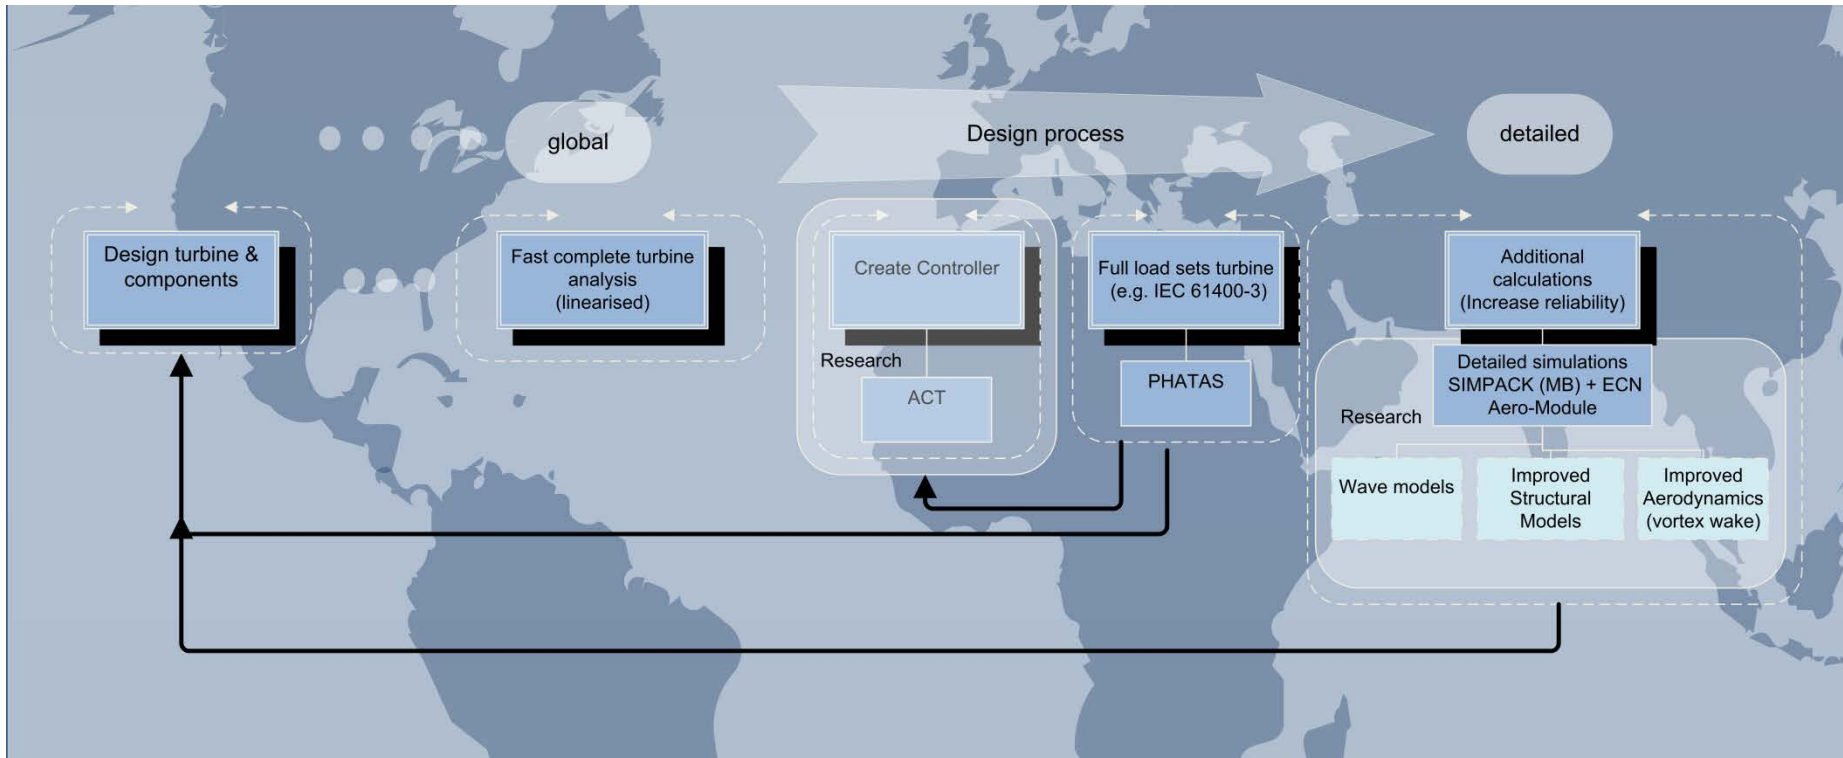 global
Design process
detailed
Design turbine &
components
Fast complete turbine
analysis
(linearised)
Create Controller
Research
ACT
Full load sets turbine
(e.g. IEC 61400-3)
PHATAS
Additional
calculations
(Increase reliability)
Detailed simulations
SIMPACK (MB) + ECN
Aero-Module
Research
Wave models
Improved
Structural
Models
Improved
Aerodynamics
(vortex wake)